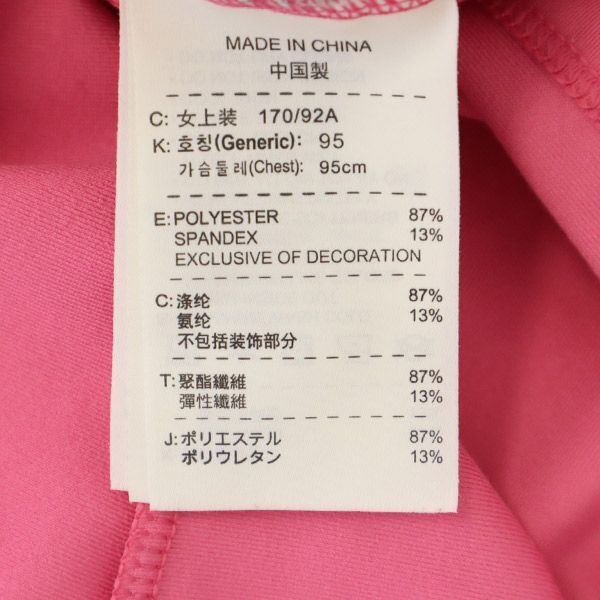 MADE IN CHINA
中国製
C: 女上装 170/92A
K: 호칭(Generic): 95
가슴둘레(Chest): 95cm
E: POLYESTER 87%
SPANDEX 13%
EXCLUSIVE OF DECORATION
C: 涤纶 87%
氨纶 13%
不包括装饰部分
T: 聚酯纖維 87%
彈性纖維 13%
J: ポリエステル 87%
ポリウレタン 13%